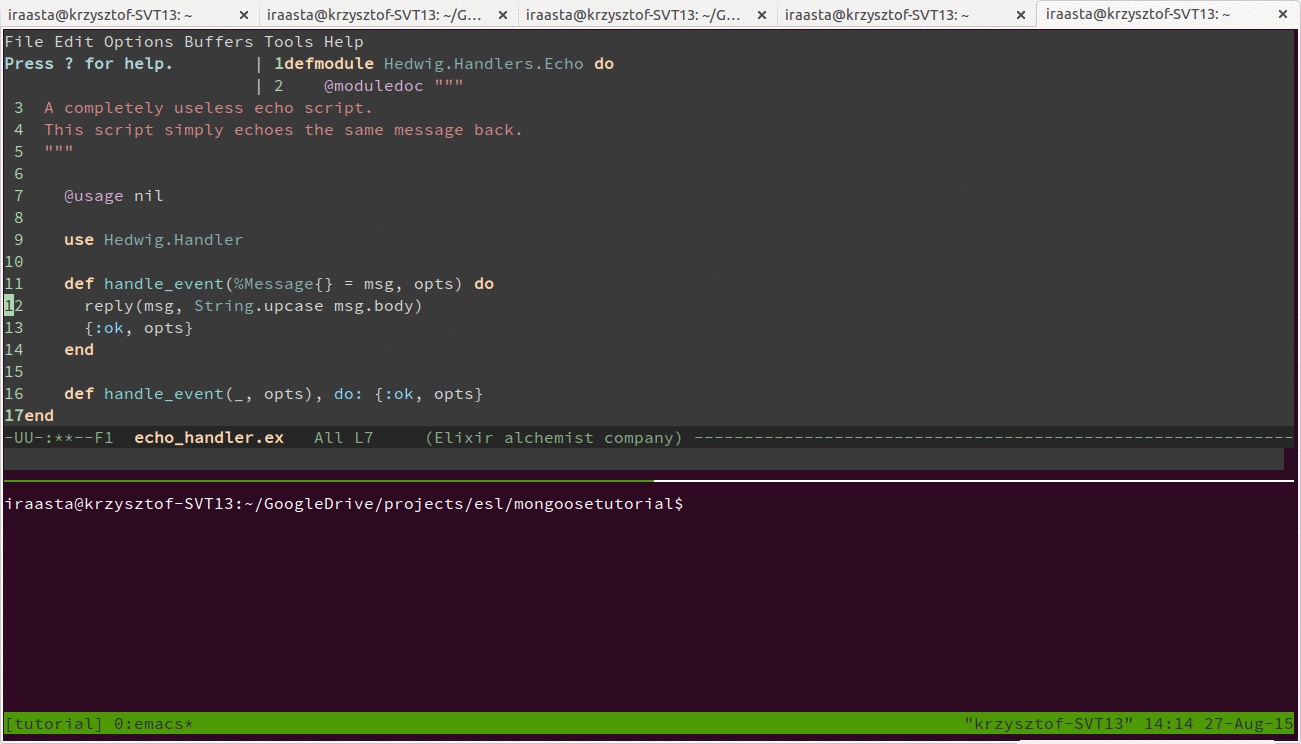 iraasta@krzysztof-SVT13: ~ × iraasta@krzysztof-SVT13: ~/G... × iraasta@krzysztof-SVT13: ~/G... × iraasta@krzysztof-SVT13: ~ × iraasta@krzysztof-SVT13: ~ ×
File Edit Options Buffers Tools Help
Press ? for help.        | 1defmodule Hedwig.Handlers.Echo do
                         | 2    @moduledoc """
 3  A completely useless echo script.
 4  This script simply echoes the same message back.
 5  """
 6
 7    @usage nil
 8
 9    use Hedwig.Handler
10
11    def handle_event(%Message{} = msg, opts) do
12      reply(msg, String.upcase msg.body)
13      {:ok, opts}
14    end
15
16    def handle_event(_, opts), do: {:ok, opts}
17end
-UU-:**--F1  echo_handler.ex   All L7     (Elixir alchemist company) ------------------------------------------------------------
iraasta@krzysztof-SVT13:~/GoogleDrive/projects/esl/mongoosetutorial$
[tutorial] 0:emacs* "krzysztof-SVT13" 14:14 27-Aug-15